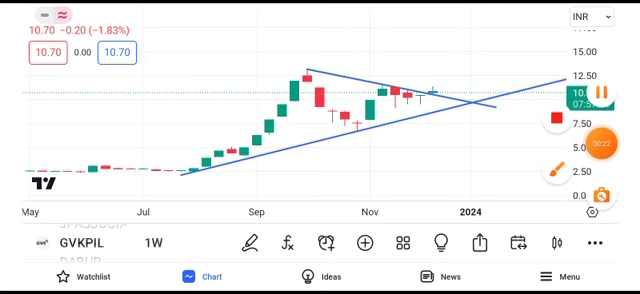 INR
10.70 −0.20 (−1.83%)
10.70 0.00 10.70
15.00
12.50
10.
07:5
7.50
00:22
5.00
2.50
0.0
May Jul Sep Nov 2024
GVKPIL 1W
Watchlist Chart Ideas News Menu